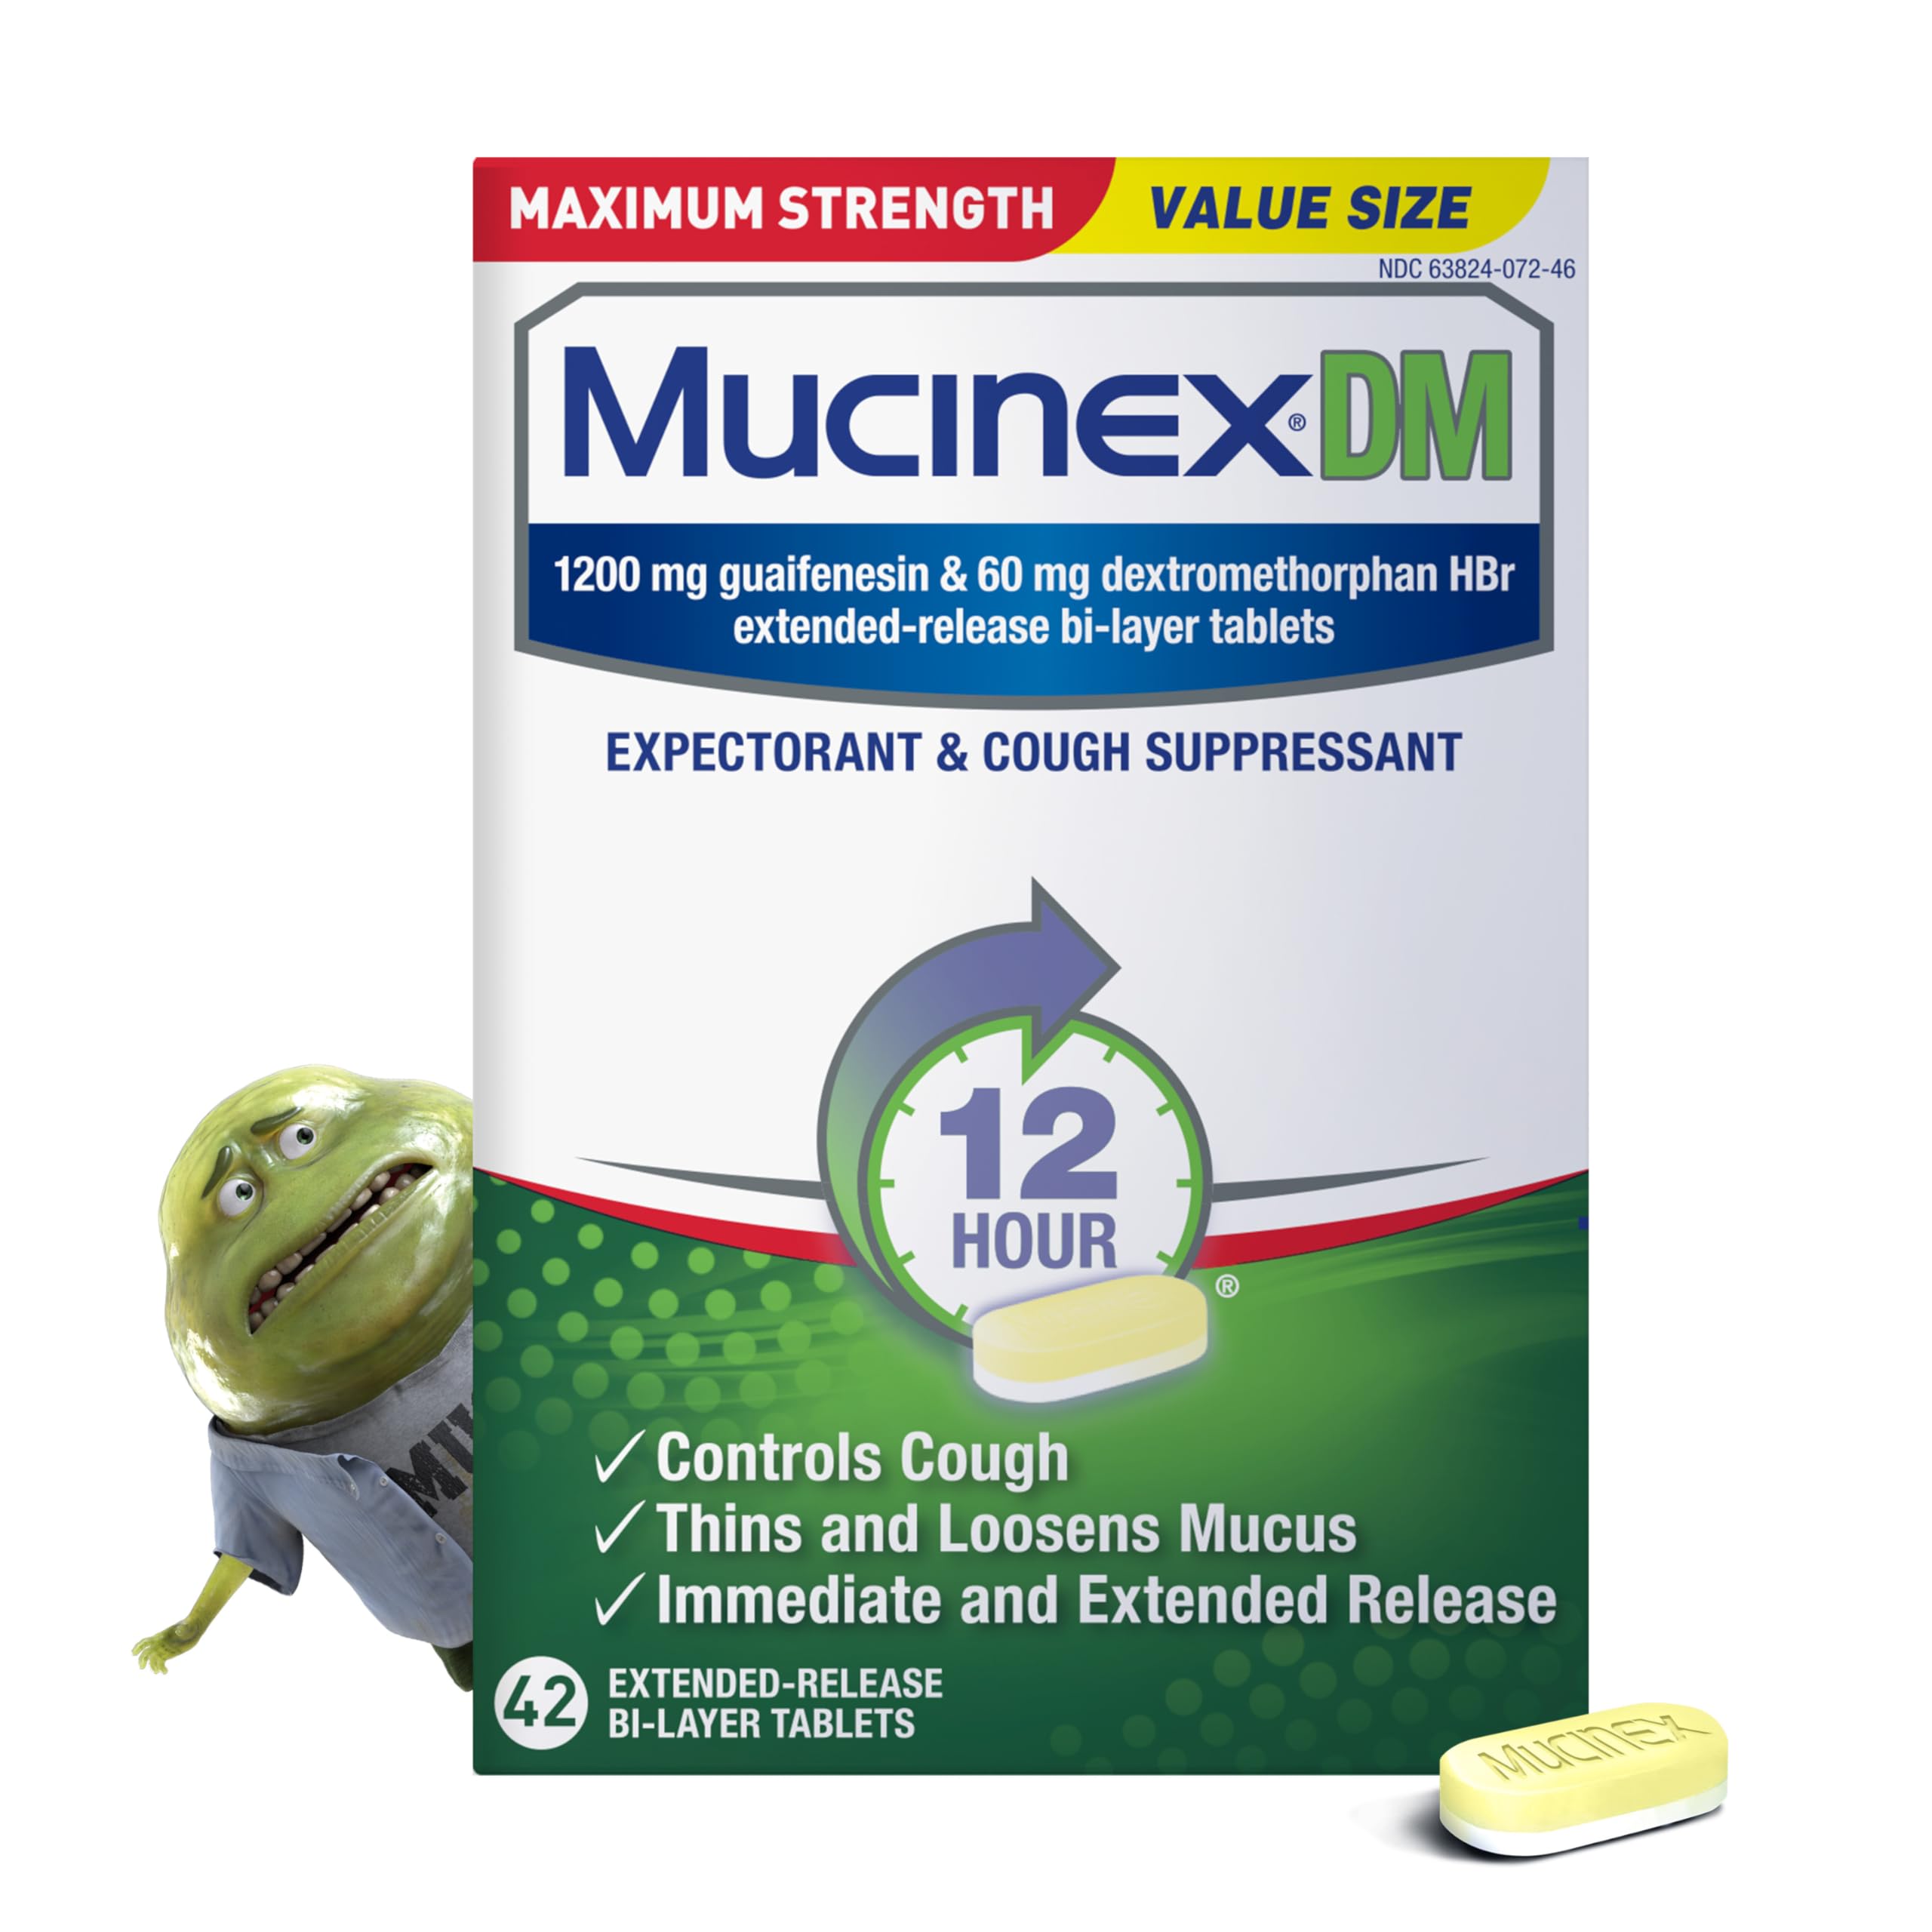 MAXIMUM STRENGTH
VALUE SIZE
NDC 63824-072-46
Mucinex® DM
1200 mg guaifenesin & 60 mg dextromethorphan HBr
extended-release bi-layer tablets
EXPECTORANT & COUGH SUPPRESSANT
12
HOUR
®
✓ Controls Cough
✓ Thins and Loosens Mucus
✓ Immediate and Extended Release
42 EXTENDED-RELEASE
BI-LAYER TABLETS
Mucinex